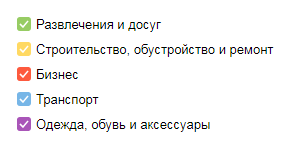 Развлечения и досуг
Строительство, обустройство и ремонт
Бизнес
Транспорт
Одежда, обувь и аксессуары